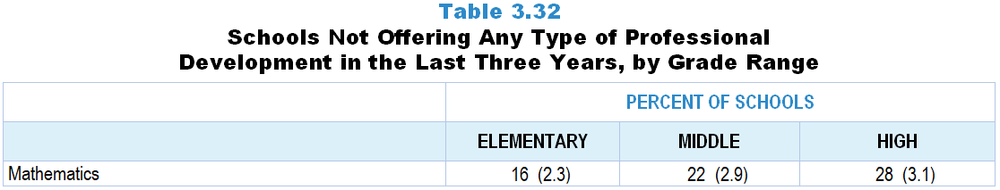 Table 3.32
Schools Not Offering Any Type of Professional
Development in the Last Three Years, by Grade Range
PERCENT OF SCHOOLS
ELEMENTARY MIDDLE HIGH
Mathematics 16 (2.3) 22 (2.9) 28 (3.1)